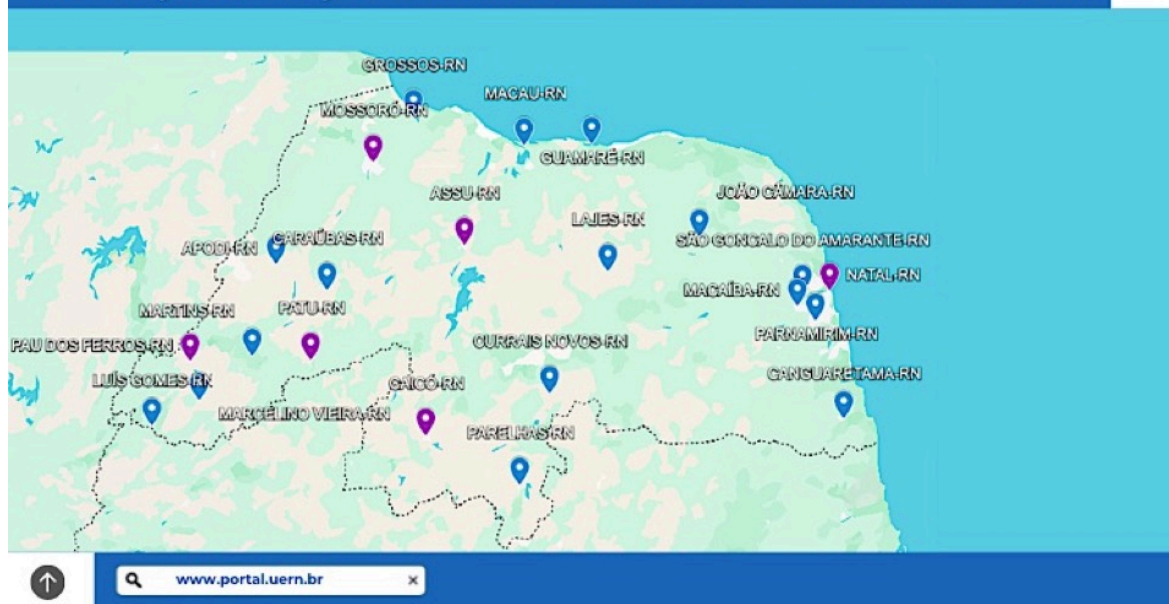 GROSSOS-RN
MACAU-RN
MOSSORÓ-RN
GUAMARÉ-RN
ASSU-RN
JOÃO CÂMARA-RN
LAJES-RN
APODI-RN
CARAÚBAS-RN
SÃO GONCALO DO AMARANTE-RN
NATAL-RN
MACAÍBA-RN
MARTINS-RN
PATU-RN
PARNAMIRIM-RN
PAU DOS FERROS-RN
CURRAIS NOVOS-RN
LUÍS GOMES-RN
CAICÓ-RN
CANGUARETAMA-RN
MARCELINO VIEIRA-RN
PARELHAS-RN
www.portal.uern.br